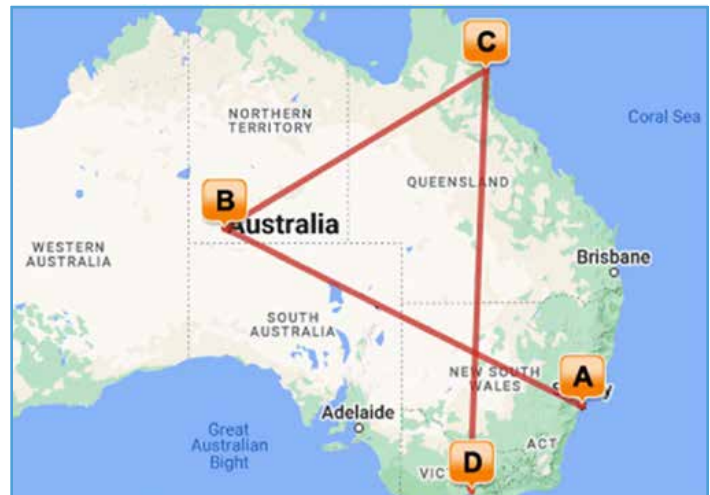 C
NORTHERN
TERRITORY
Coral Sea
QUEENSLAND
B
Australia
WESTERN
AUSTRALIA
Brisbane
SOUTH
AUSTRALIA
NEW SOUTH
WALES
A
Adelaide
Great
Australian
Bight
ACT
VIC
D